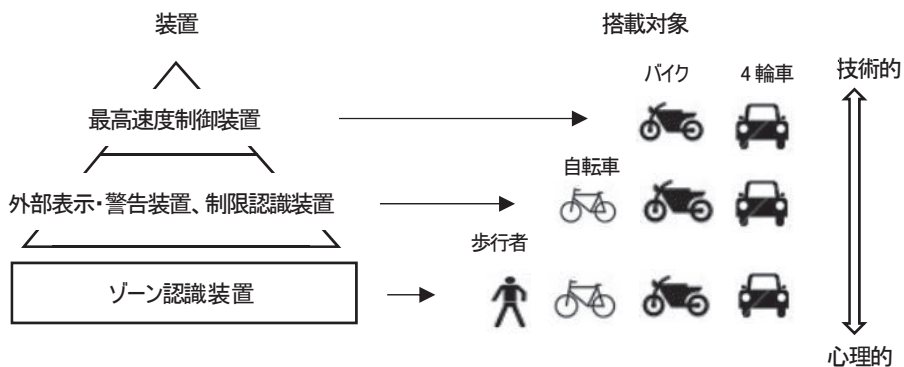 装置
搭載対象
バイク
4輪車
技術的
最高速度制御装置
自転車
外部表示・警告装置、制限認識装置
歩行者
ゾーン認識装置
心理的